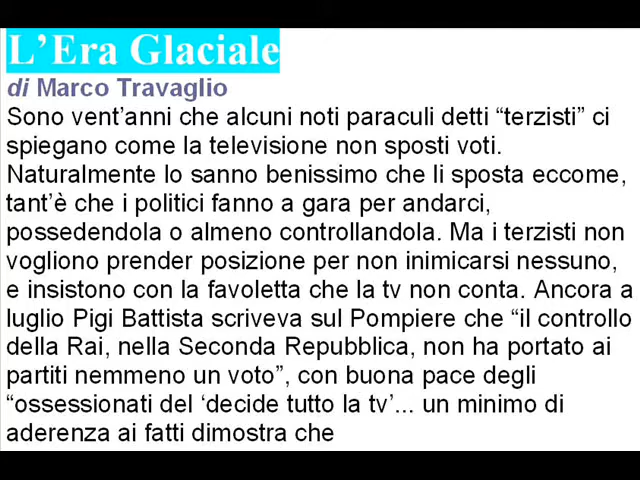 L’Era Glaciale
di Marco Travaglio
Sono vent’anni che alcuni noti paraculi detti “terzisti” ci
spiegano come la televisione non sposti voti.
Naturalmente lo sanno benissimo che li sposta eccome,
tant’è che i politici fanno a gara per andarci,
possedendola o almeno controllandola. Ma i terzisti non
vogliono prender posizione per non inimicarsi nessuno,
e insistono con la favoletta che la tv non conta. Ancora a
luglio Pigi Battista scriveva sul Pompiere che “il controllo
della Rai, nella Seconda Repubblica, non ha portato ai
partiti nemmeno un voto”, con buona pace degli
“ossessionati del ‘decide tutto la tv’... un minimo di
aderenza ai fatti dimostra che